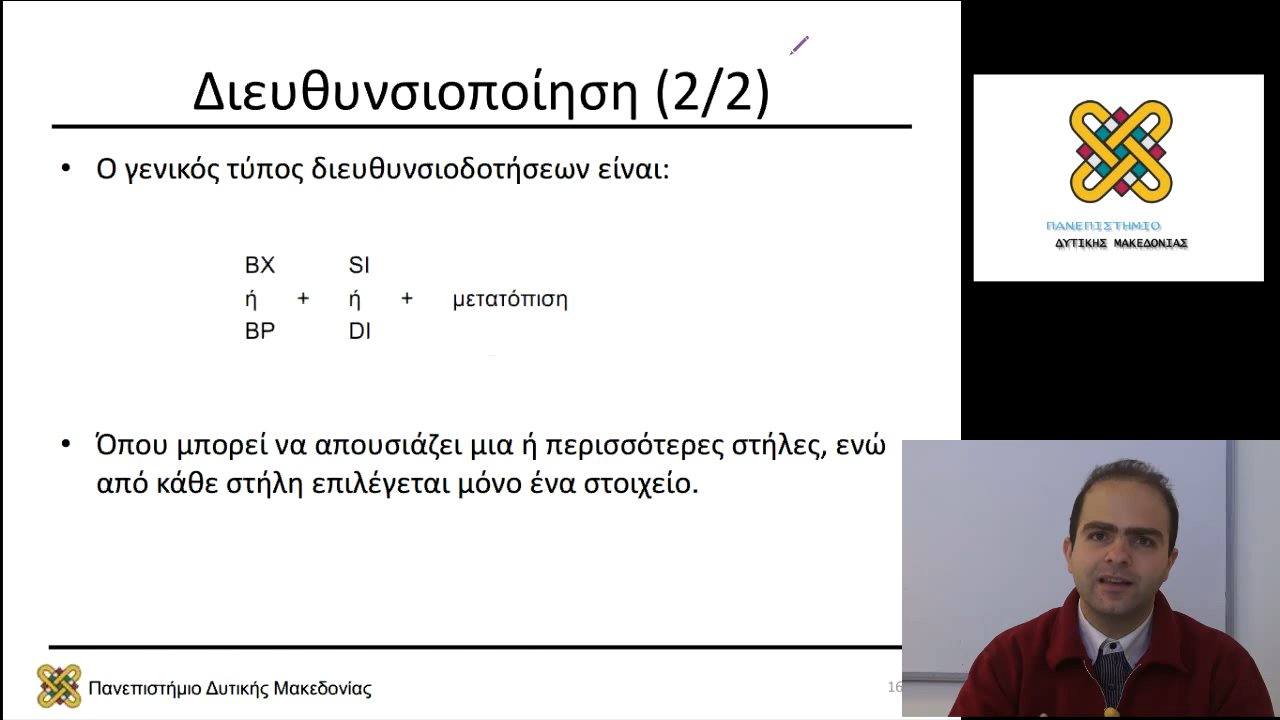 Διευθυνσιοποίηση (2/2)
• Ο γενικός τύπος διευθυνσιοδοτήσεων είναι:
BX SI
ή + ή + μετατόπιση
BP DI
• Όπου μπορεί να απουσιάζει μια ή περισσότερες στήλες, ενώ
από κάθε στήλη επιλέγεται μόνο ένα στοιχείο.
Πανεπιστήμιο Δυτικής Μακεδονίας
16
ΠΑΝΕΠΙΣΤΗΜΙΟ
ΔΥΤΙΚΗΣ ΜΑΚΕΔΟΝΙΑΣ